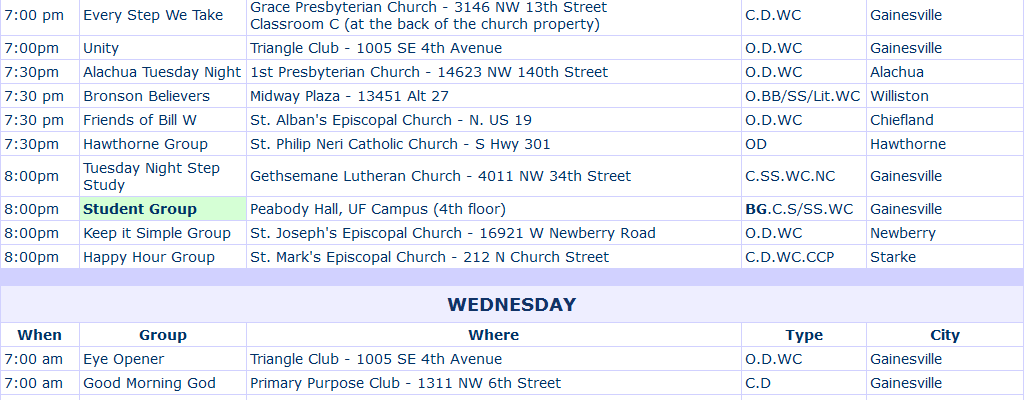 7:00 pm Every Step We Take Grace Presbyterian Church - 3146 NW 13th Street C.D.WC Gainesville
Classroom C (at the back of the church property)
7:00pm Unity Triangle Club - 1005 SE 4th Avenue O.D.WC Gainesville
7:30pm Alachua Tuesday Night 1st Presbyterian Church - 14623 NW 140th Street O.D.WC Alachua
7:30 pm Bronson Believers Midway Plaza - 13451 Alt 27 O.BB/SS/Lit.WC Williston
7:30 pm Friends of Bill W St. Alban's Episcopal Church - N. US 19 O.D.WC Chiefland
7:30pm Hawthorne Group St. Philip Neri Catholic Church - S Hwy 301 OD Hawthorne
8:00pm Tuesday Night Step Gethsemane Lutheran Church - 4011 NW 34th Street C.SS.WC.NC Gainesville
Study
8:00pm Student Group Peabody Hall, UF Campus (4th floor) BG.C.S/SS.WC Gainesville
8:00pm Keep it Simple Group St. Joseph's Episcopal Church - 16921 W Newberry Road O.D.WC Newberry
8:00pm Happy Hour Group St. Mark's Episcopal Church - 212 N Church Street C.D.WC.CCP Starke
WEDNESDAY
When Group Where Type City
7:00 am Eye Opener Triangle Club - 1005 SE 4th Avenue O.D.WC Gainesville
7:00 am Good Morning God Primary Purpose Club - 1311 NW 6th Street C.D Gainesville